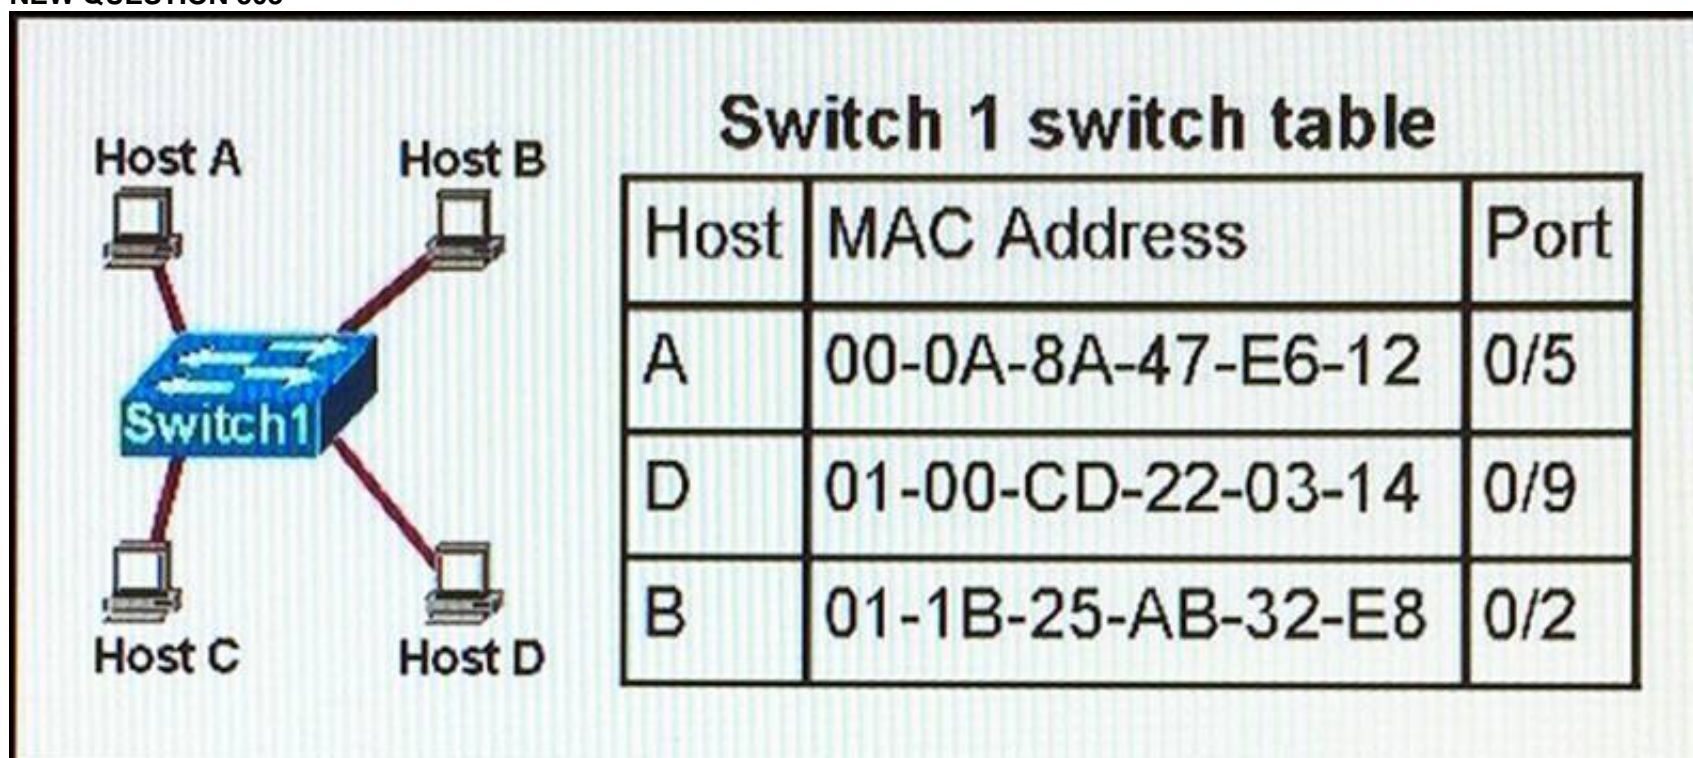 Host A Host B
Switch1
Host C Host D
Switch 1 switch table
Host MAC Address Port
A 00-0A-8A-47-E6-12 0/5
D 01-00-CD-22-03-14 0/9
B 01-1B-25-AB-32-E8 0/2